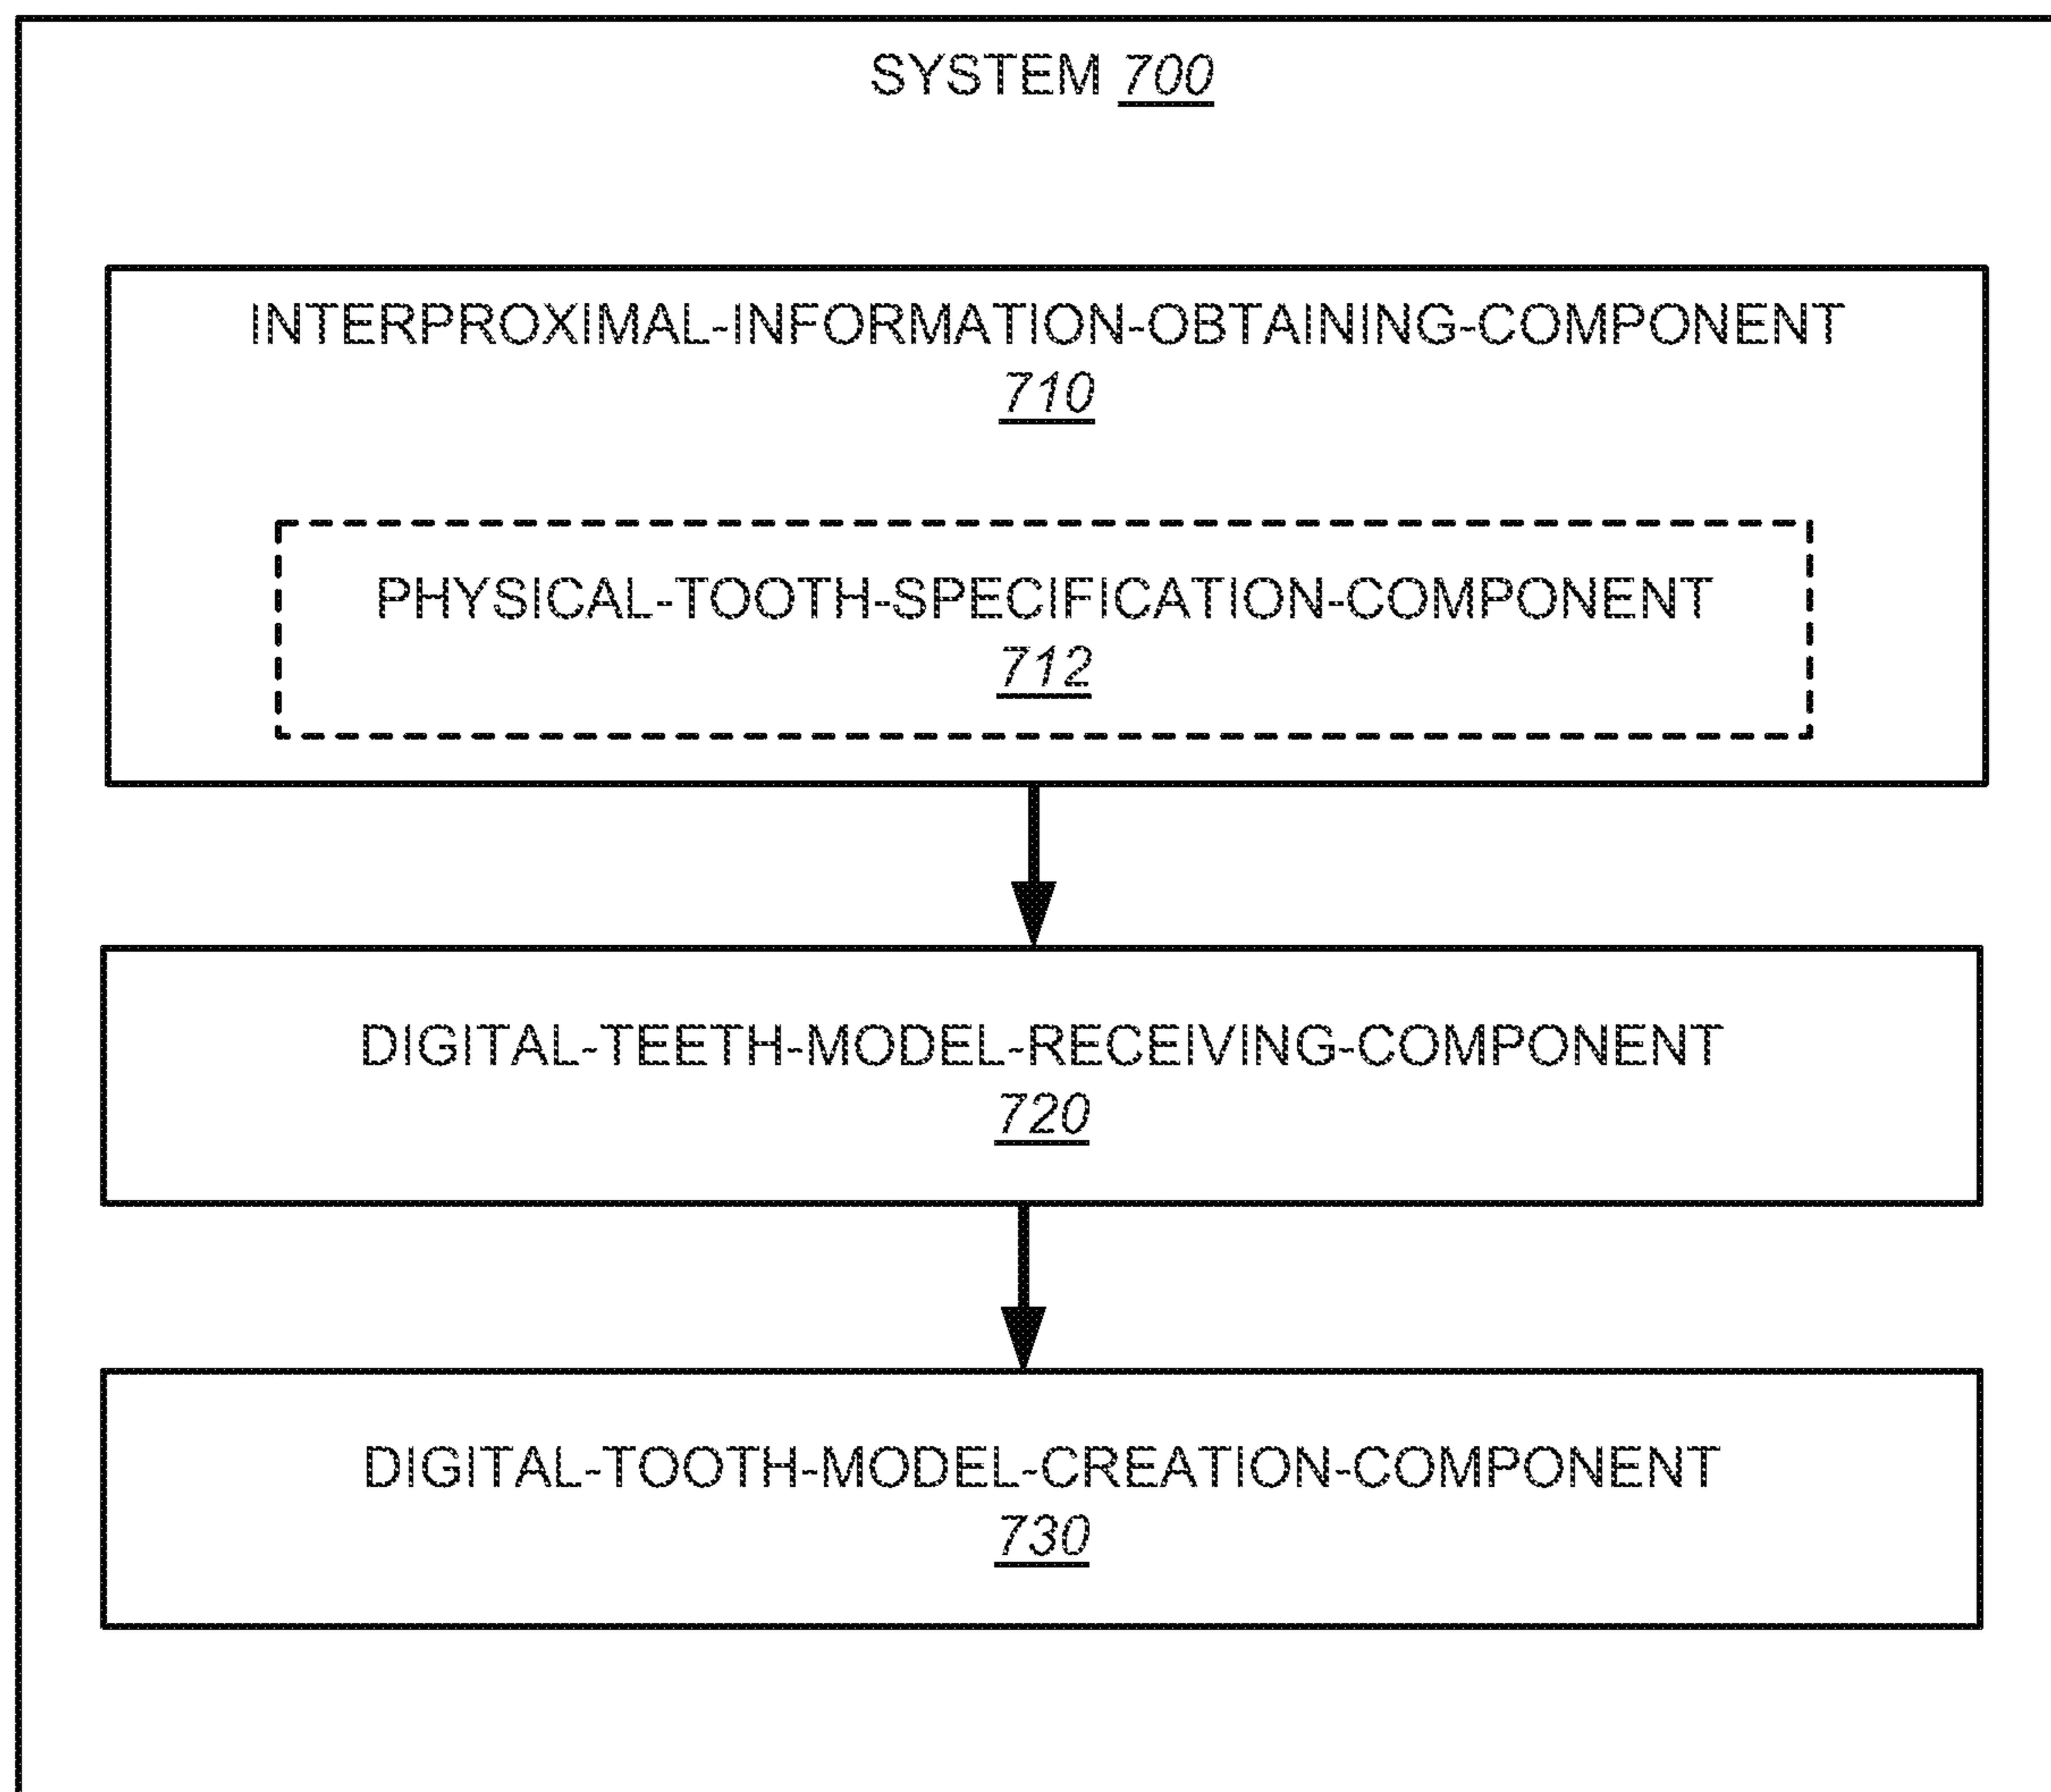 SYSTEM 700
INTERPROXIMAL-INFORMATION-OBTAINING-COMPONENT
710
PHYSICAL-TOOTH-SPECIFICATION-COMPONENT
712
DIGITAL-TEETH-MODEL-RECEIVING-COMPONENT
720
DIGITAL-TOOTH-MODEL-CREATION-COMPONENT
730